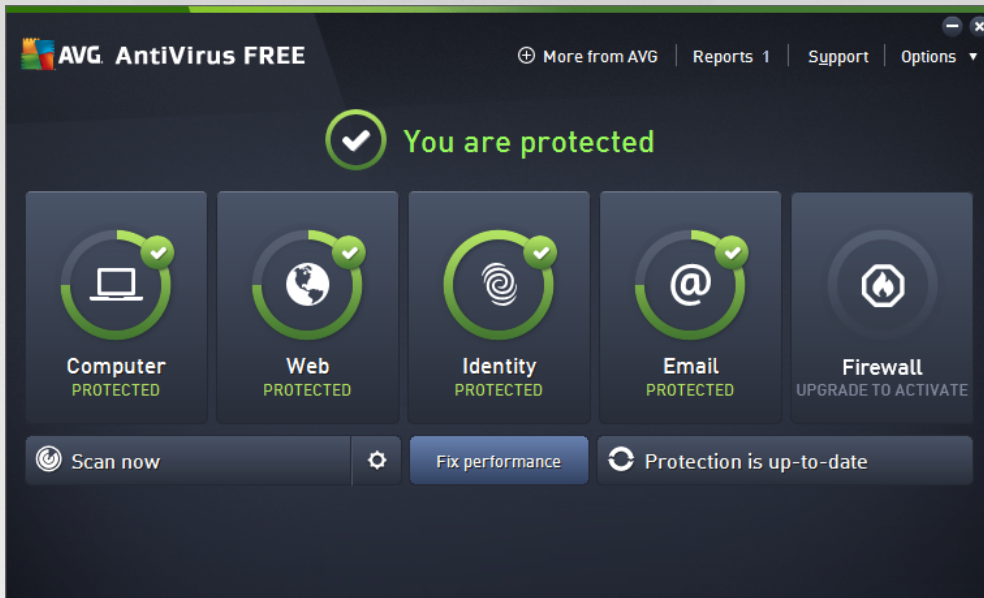 AVG. AntiVirus FREE
More from AVG
Reports 1
Support
Options
You are protected
Computer
PROTECTED
Web
PROTECTED
Identity
PROTECTED
@
Email
PROTECTED
Firewall
UPGRADE TO ACTIVATE
Scan now
Fix performance
Protection is up-to-date